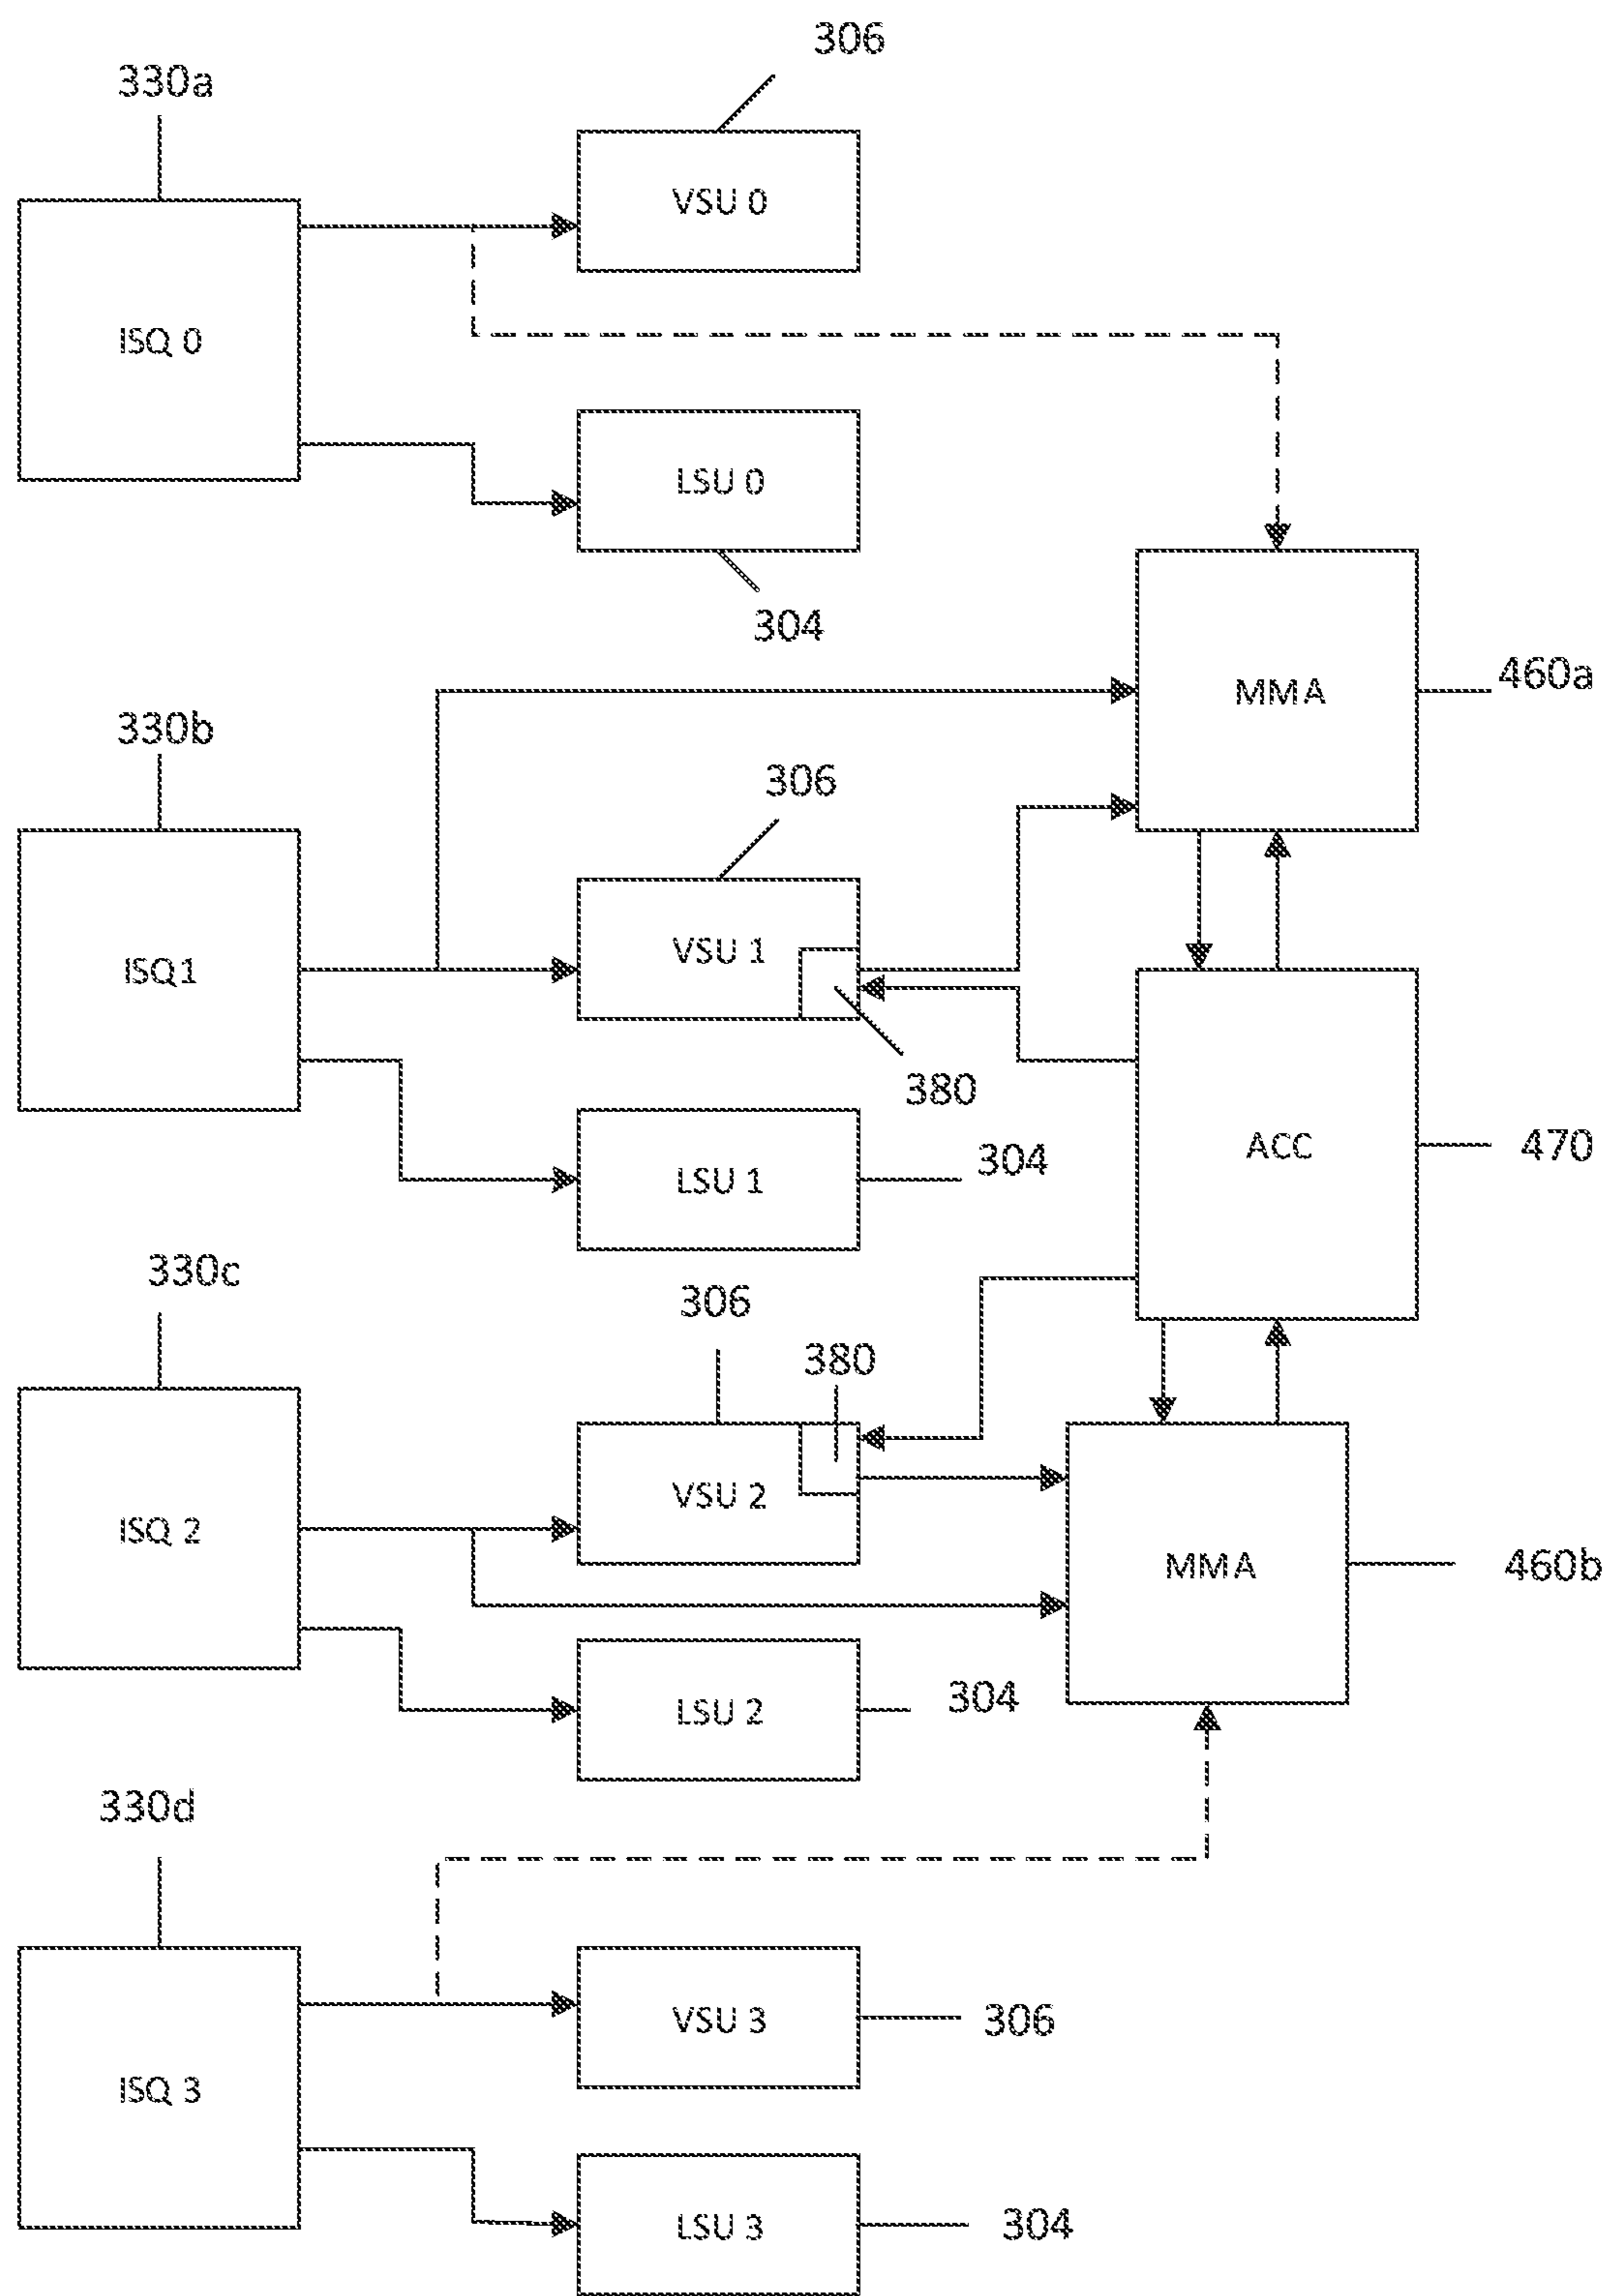 306
330a
VSU 0
ISQ 0
LSU 0
304
460a
MMA
330b
306
VSU 1
ISQ1
380
ACC
470
304
LSU 1
330c
306
380
VSU 2
ISQ 2
MMA
460b
304
LSU 2
330d
VSU 3
306
ISQ 3
LSU 3
304